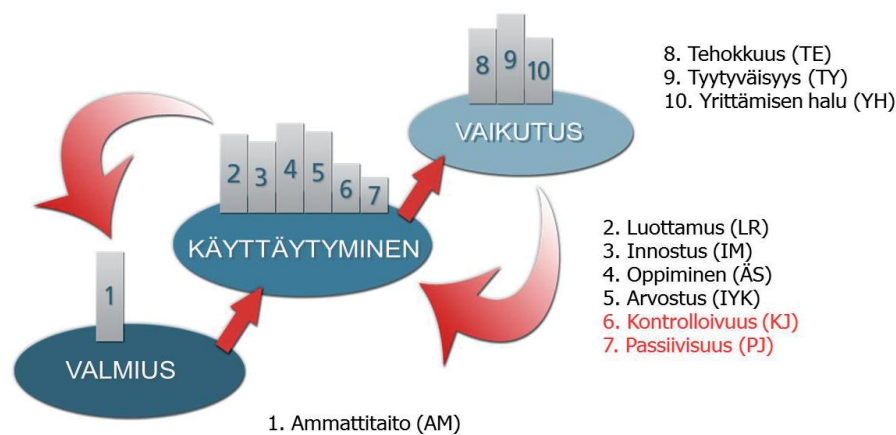 8 9 10
VAIKUTUS
8. Tehokkuus (TE)
9. Tyytyväisyys (TY)
10. Yrittämisen halu (YH)
2 3 4 5 6 7
KÄYTTÄYTYMINEN
2. Luottamus (LR)
3. Innostus (IM)
4. Oppiminen (ÄS)
5. Arvostus (IYK)
6. Kontrolloivuus (KJ)
7. Passiivisuus (PJ)
1
VALMIUS
1. Ammattitaito (AM)